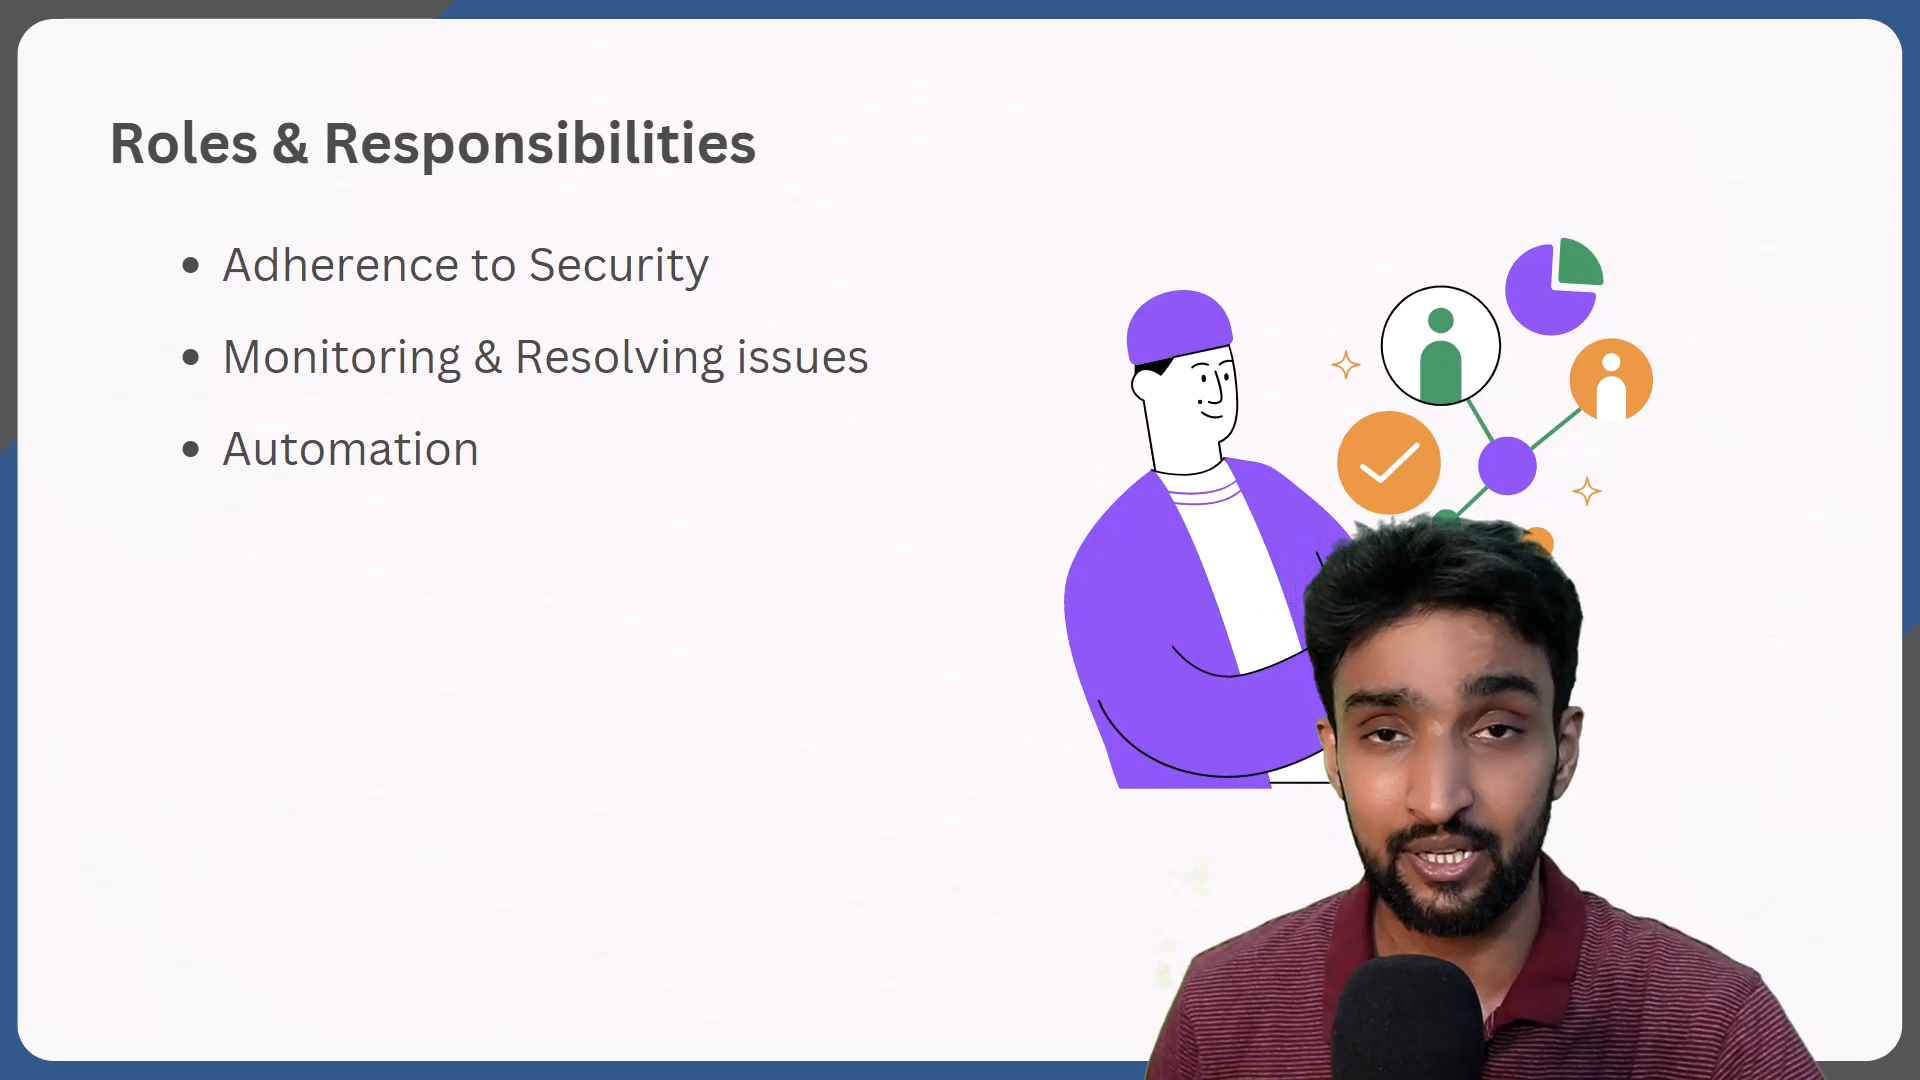 Roles & Responsibilities
• Adherence to Security
• Monitoring & Resolving issues
• Automation